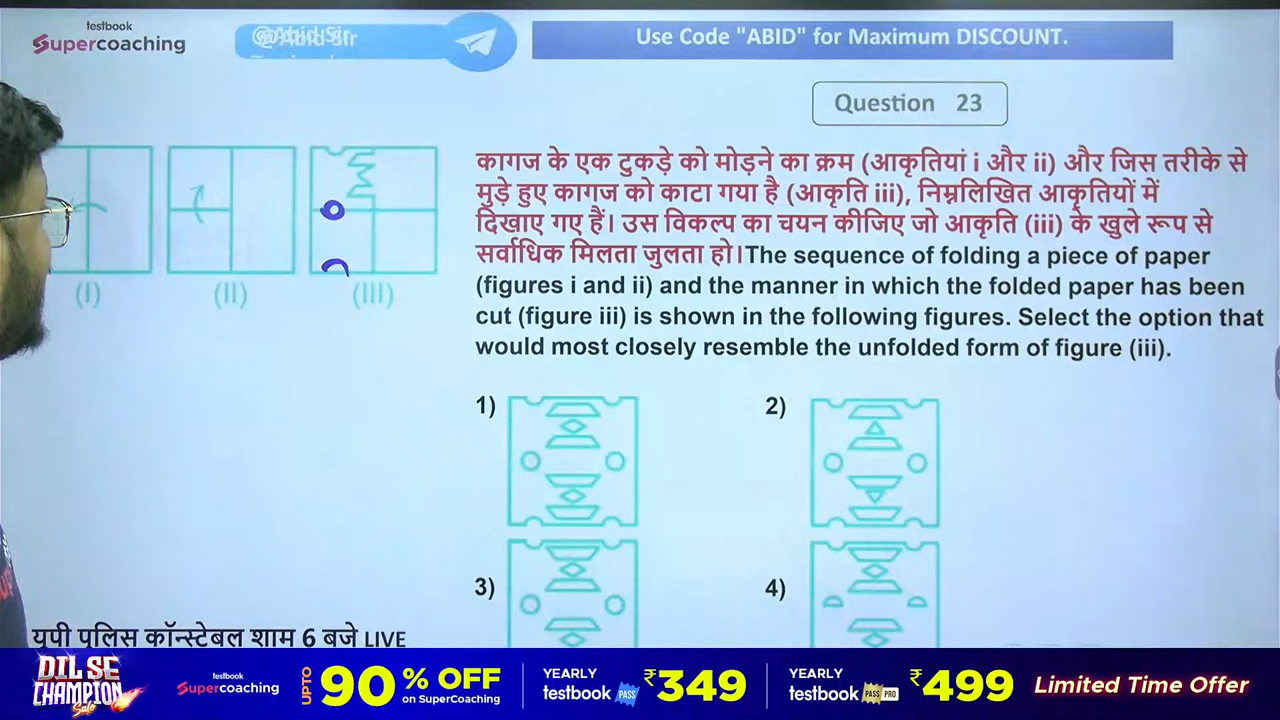 testbook
Supercoaching
@Abid Sir
Use Code "ABID" for Maximum DISCOUNT.
Question 23
कागज के एक टुकड़े को मोड़ने का क्रम (आकृतियां i और ii) और जिस तरीके से
मुड़े हुए कागज को काटा गया है (आकृति iii), निम्नलिखित आकृतियों में
दिखाए गए हैं। उस विकल्प का चयन कीजिए जो आकृति (iii) के खुले रूप से
सर्वाधिक मिलता जुलता हो।The sequence of folding a piece of paper
(figures i and ii) and the manner in which the folded paper has been
cut (figure iii) is shown in the following figures. Select the option that
would most closely resemble the unfolded form of figure (iii).
(I) (II) (III)
1) 2)
3) 4)
यूपी पुलिस कॉन्स्टेबल शाम 6 बजे LIVE
DIL SE
CHAMPION
Sale
testbook
Supercoaching
UPTO 90% OFF
on SuperCoaching
YEARLY
testbook PASS ₹349
YEARLY
testbook PASS PRO ₹499
Limited Time Offer